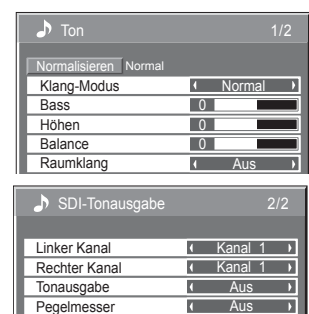 Ton 1/2
Normalisieren Normal
Klang-Modus Normal
Bass 0
Höhen 0
Balance 0
Raumklang Aus
SDI-Tonausgabe 2/2
Linker Kanal Kanal 1
Rechter Kanal Kanal 1
Tonausgabe Aus
Pegelmesser Aus